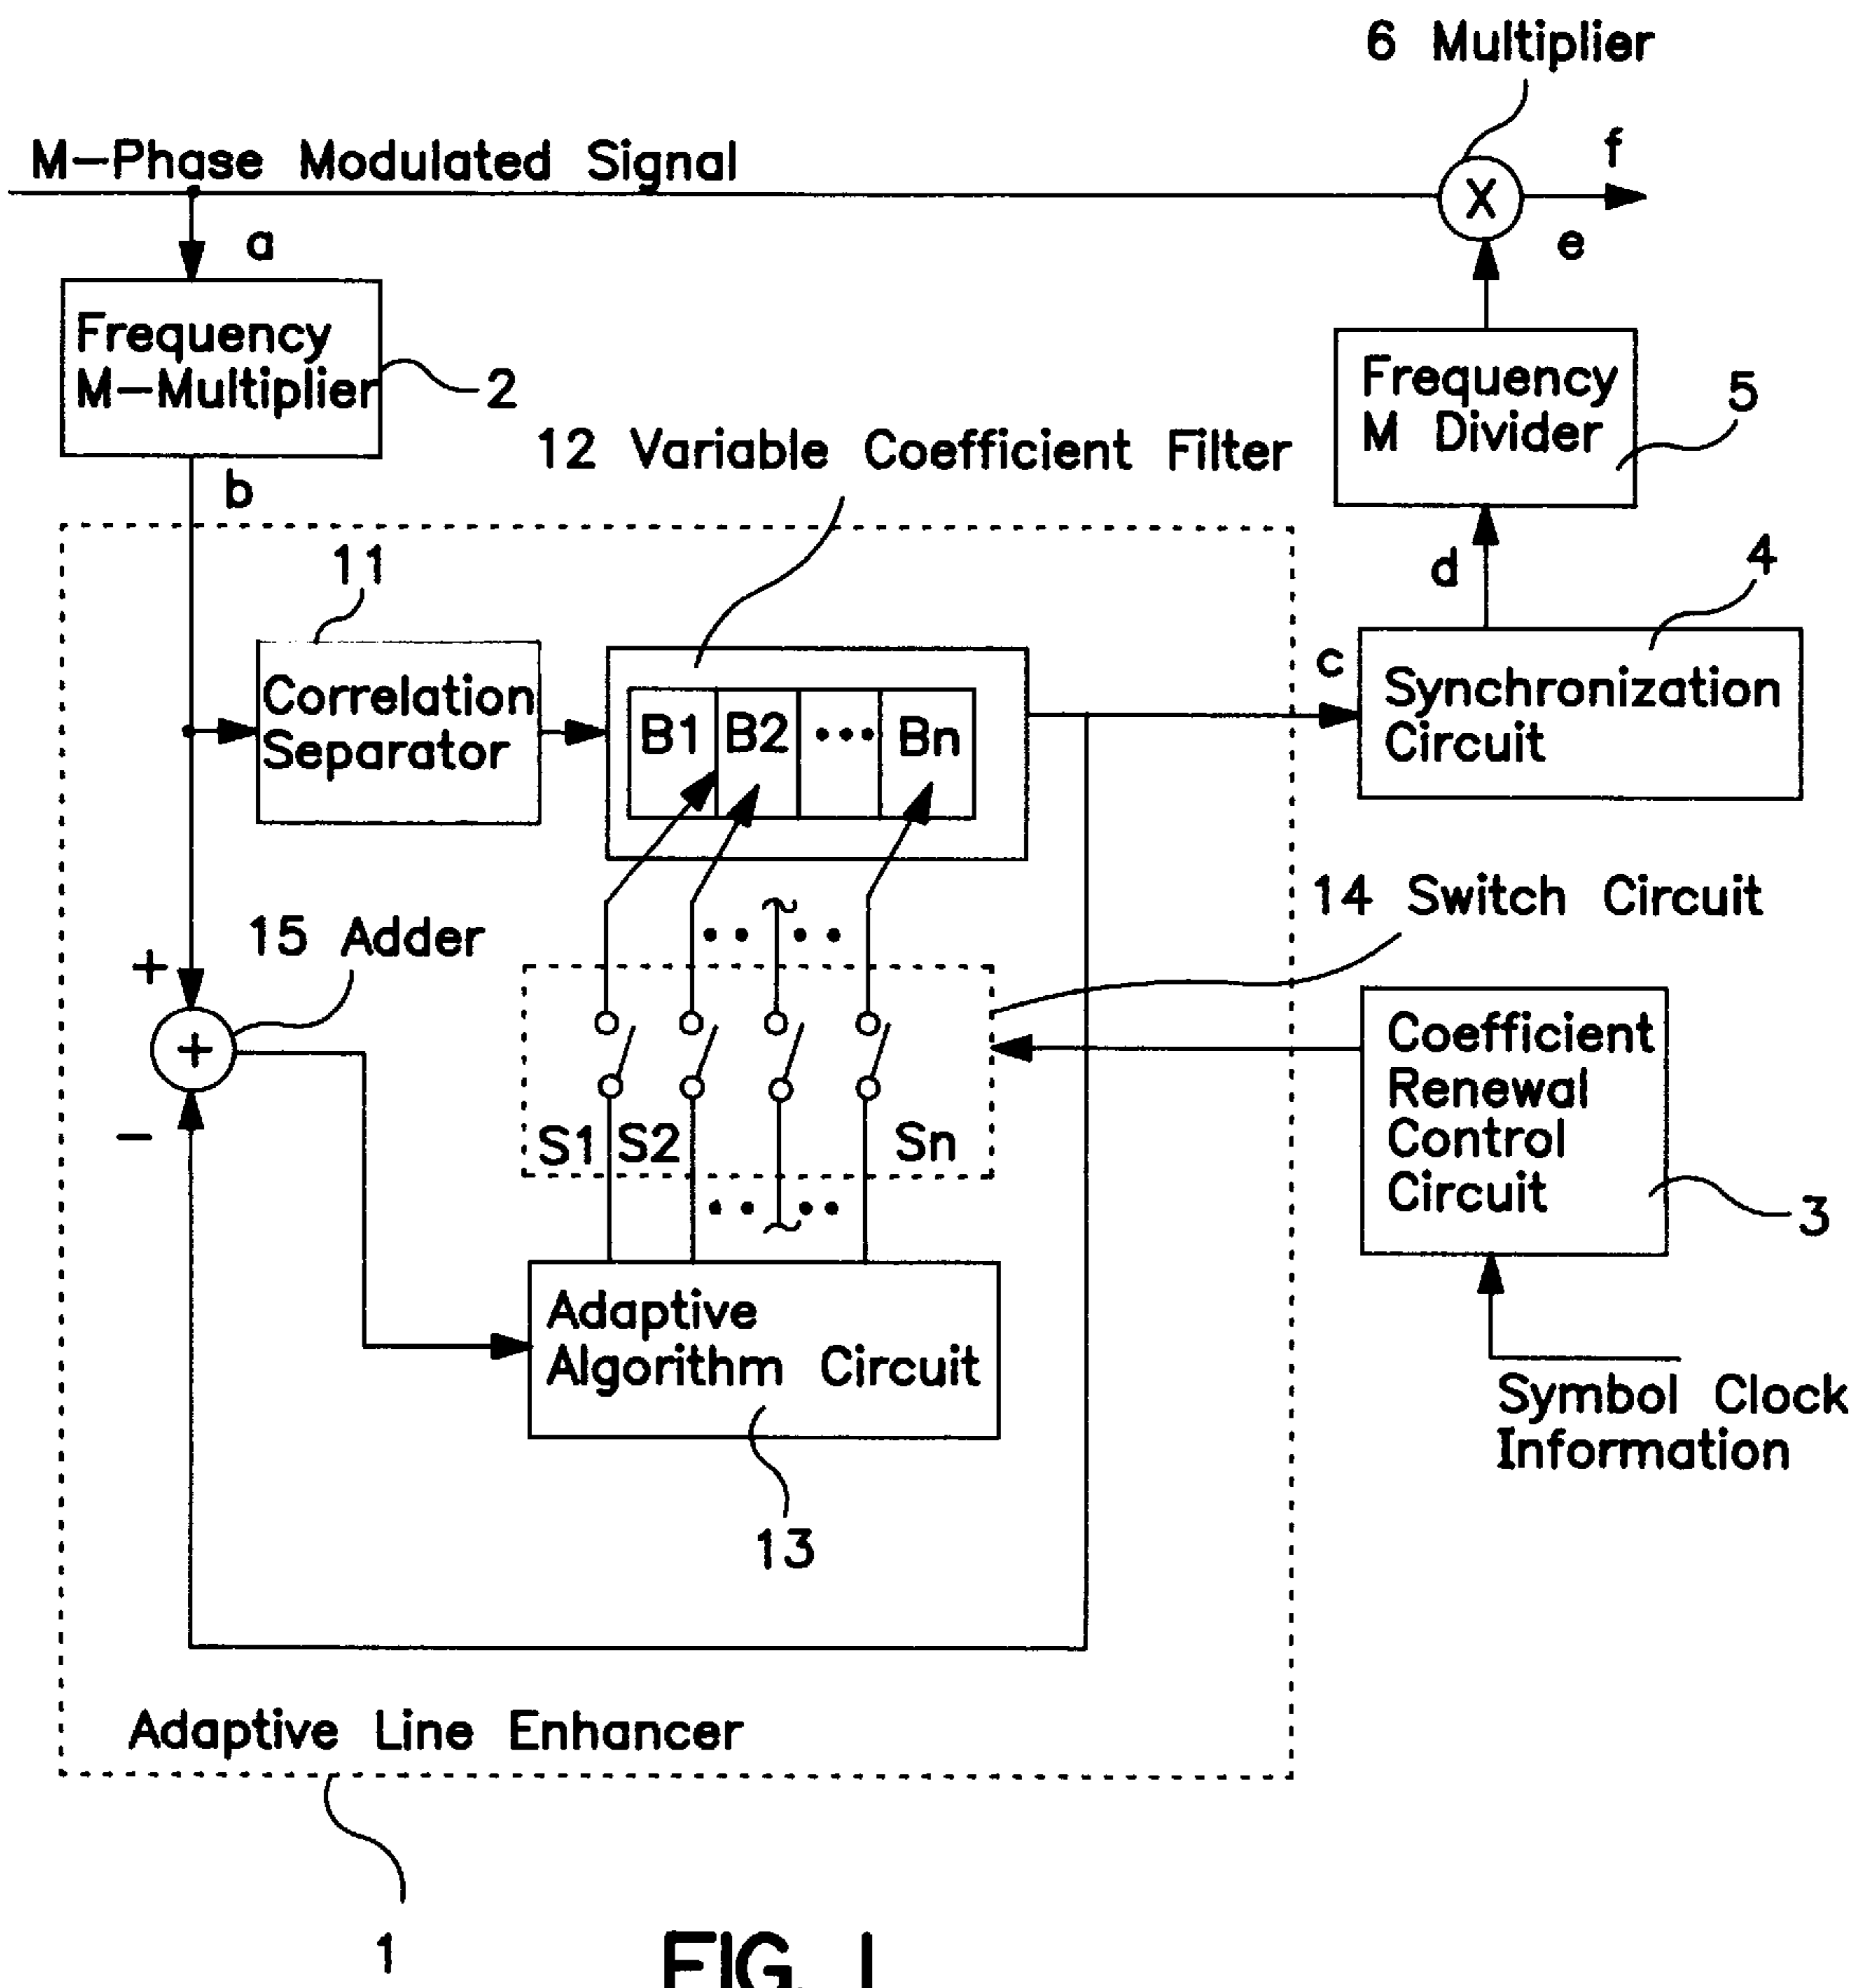 6 Multiplier
M-Phase Modulated Signal
f
X
a
e
Frequency
M-Multiplier
2
Frequency
M Divider
5
12 Variable Coefficient Filter
b
11
d
4
Correlation
Separator
B1 B2 ••• Bn
c
Synchronization
Circuit
14 Switch Circuit
15 Adder
+
+
-
S1 S2 Sn
Coefficient
Renewal
Control
Circuit
3
Adaptive
Algorithm Circuit
Symbol Clock
Information
13
Adaptive Line Enhancer
1
FIG. 1